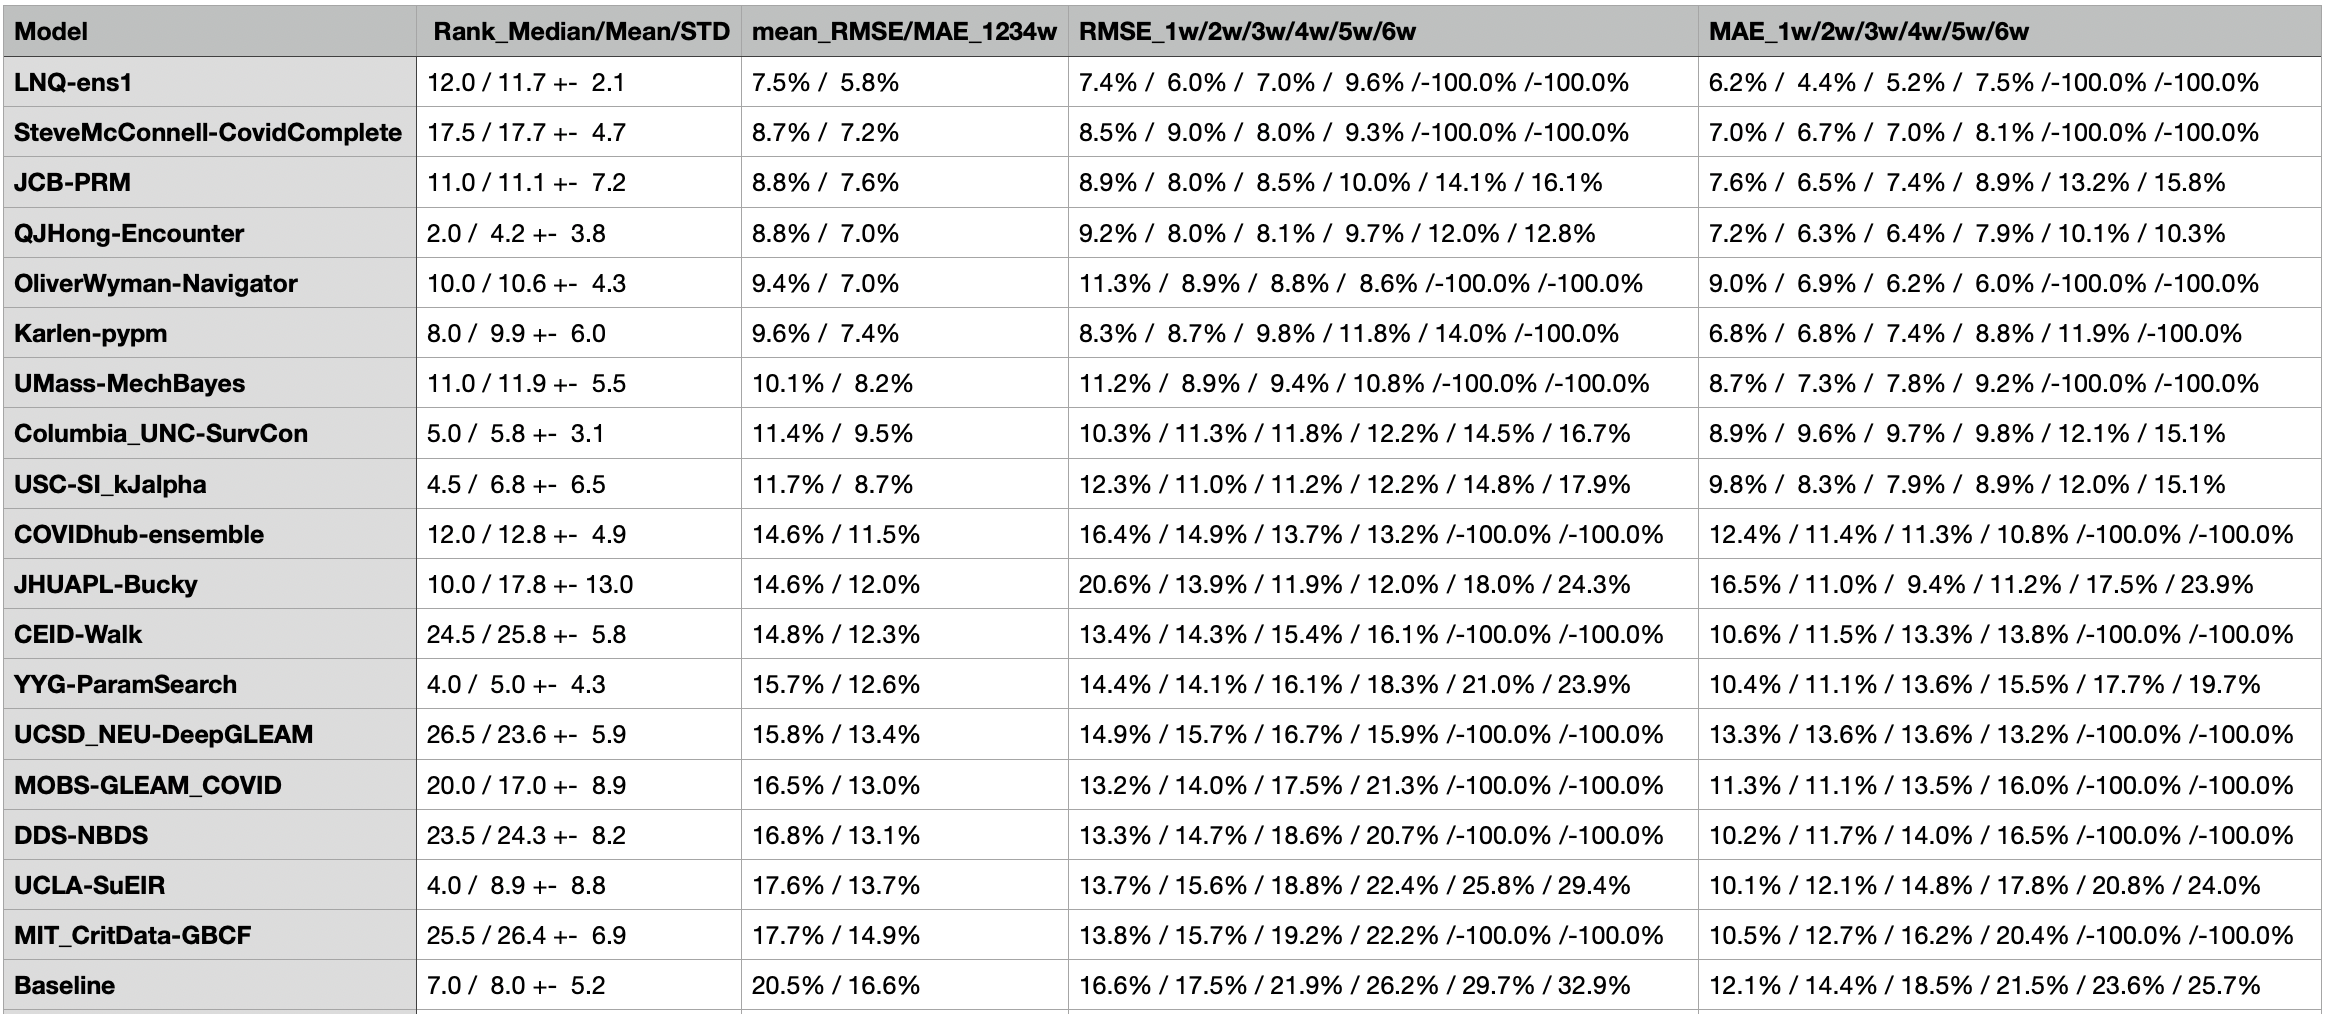 Model Rank_Median/Mean/STD mean_RMSE/MAE_1234w RMSE_1w/2w/3w/4w/5w/6w MAE_1w/2w/3w/4w/5w/6w
LNQ-ens1 12.0 / 11.7 +- 2.1 7.5% / 5.8% 7.4% / 6.0% / 7.0% / 9.6% /-100.0% /-100.0% 6.2% / 4.4% / 5.2% / 7.5% /-100.0% /-100.0%
SteveMcConnell-CovidComplete 17.5 / 17.7 +- 4.7 8.7% / 7.2% 8.5% / 9.0% / 8.0% / 9.3% /-100.0% /-100.0% 7.0% / 6.7% / 7.0% / 8.1% /-100.0% /-100.0%
JCB-PRM 11.0 / 11.1 +- 7.2 8.8% / 7.6% 8.9% / 8.0% / 8.5% / 10.0% / 14.1% / 16.1% 7.6% / 6.5% / 7.4% / 8.9% / 13.2% / 15.8%
QJHong-Encounter 2.0 / 4.2 +- 3.8 8.8% / 7.0% 9.2% / 8.0% / 8.1% / 9.7% / 12.0% / 12.8% 7.2% / 6.3% / 6.4% / 7.9% / 10.1% / 10.3%
OliverWyman-Navigator 10.0 / 10.6 +- 4.3 9.4% / 7.0% 11.3% / 8.9% / 8.8% / 8.6% /-100.0% /-100.0% 9.0% / 6.9% / 6.2% / 6.0% /-100.0% /-100.0%
Karlen-pypm 8.0 / 9.9 +- 6.0 9.6% / 7.4% 8.3% / 8.7% / 9.8% / 11.8% / 14.0% /-100.0% 6.8% / 6.8% / 7.4% / 8.8% / 11.9% /-100.0%
UMass-MechBayes 11.0 / 11.9 +- 5.5 10.1% / 8.2% 11.2% / 8.9% / 9.4% / 10.8% /-100.0% /-100.0% 8.7% / 7.3% / 7.8% / 9.2% /-100.0% /-100.0%
Columbia_UNC-SurvCon 5.0 / 5.8 +- 3.1 11.4% / 9.5% 10.3% / 11.3% / 11.8% / 12.2% / 14.5% / 16.7% 8.9% / 9.6% / 9.7% / 9.8% / 12.1% / 15.1%
USC-SI_kJalpha 4.5 / 6.8 +- 6.5 11.7% / 8.7% 12.3% / 11.0% / 11.2% / 12.2% / 14.8% / 17.9% 9.8% / 8.3% / 7.9% / 8.9% / 12.0% / 15.1%
COVIDhub-ensemble 12.0 / 12.8 +- 4.9 14.6% / 11.5% 16.4% / 14.9% / 13.7% / 13.2% /-100.0% /-100.0% 12.4% / 11.4% / 11.3% / 10.8% /-100.0% /-100.0%
JHUAPL-Bucky 10.0 / 17.8 +- 13.0 14.6% / 12.0% 20.6% / 13.9% / 11.9% / 12.0% / 18.0% / 24.3% 16.5% / 11.0% / 9.4% / 11.2% / 17.5% / 23.9%
CEID-Walk 24.5 / 25.8 +- 5.8 14.8% / 12.3% 13.4% / 14.3% / 15.4% / 16.1% /-100.0% /-100.0% 10.6% / 11.5% / 13.3% / 13.8% /-100.0% /-100.0%
YYG-ParamSearch 4.0 / 5.0 +- 4.3 15.7% / 12.6% 14.4% / 14.1% / 16.1% / 18.3% / 21.0% / 23.9% 10.4% / 11.1% / 13.6% / 15.5% / 17.7% / 19.7%
UCSD_NEU-DeepGLEAM 26.5 / 23.6 +- 5.9 15.8% / 13.4% 14.9% / 15.7% / 16.7% / 15.9% /-100.0% /-100.0% 13.3% / 13.6% / 13.6% / 13.2% /-100.0% /-100.0%
MOBS-GLEAM_COVID 20.0 / 17.0 +- 8.9 16.5% / 13.0% 13.2% / 14.0% / 17.5% / 21.3% /-100.0% /-100.0% 11.3% / 11.1% / 13.5% / 16.0% /-100.0% /-100.0%
DDS-NBDS 23.5 / 24.3 +- 8.2 16.8% / 13.1% 13.3% / 14.7% / 18.6% / 20.7% /-100.0% /-100.0% 10.2% / 11.7% / 14.0% / 16.5% /-100.0% /-100.0%
UCLA-SuEIR 4.0 / 8.9 +- 8.8 17.6% / 13.7% 13.7% / 15.6% / 18.8% / 22.4% / 25.8% / 29.4% 10.1% / 12.1% / 14.8% / 17.8% / 20.8% / 24.0%
MIT_CritData-GBCF 25.5 / 26.4 +- 6.9 17.7% / 14.9% 13.8% / 15.7% / 19.2% / 22.2% /-100.0% /-100.0% 10.5% / 12.7% / 16.2% / 20.4% /-100.0% /-100.0%
Baseline 7.0 / 8.0 +- 5.2 20.5% / 16.6% 16.6% / 17.5% / 21.9% / 26.2% / 29.7% / 32.9% 12.1% / 14.4% / 18.5% / 21.5% / 23.6% / 25.7%